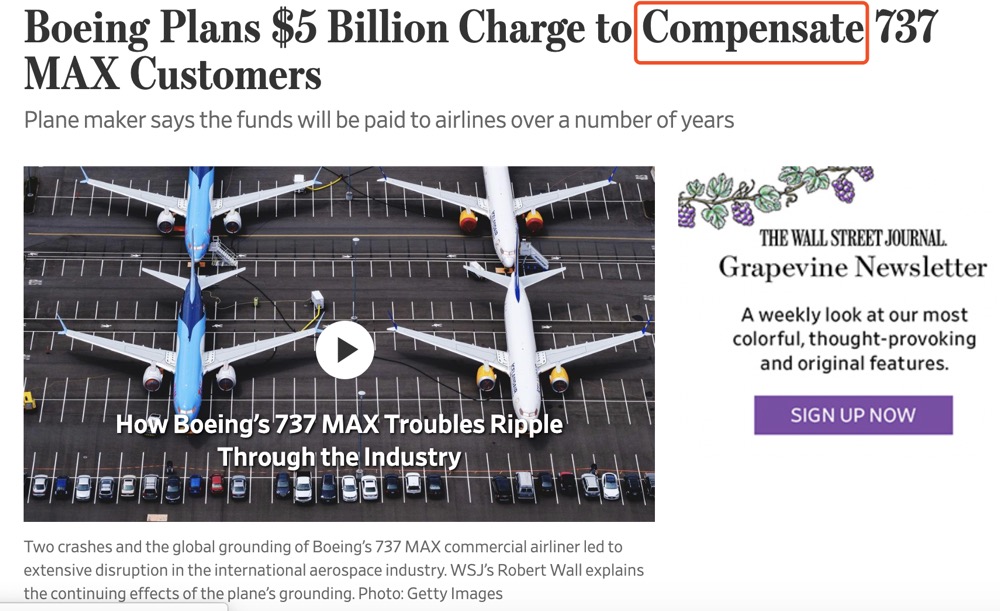 Boeing Plans $5 Billion Charge to Compensate 737
MAX Customers
Plane maker says the funds will be paid to airlines over a number of years
How Boeing's 737 MAX Troubles Ripple
Through the Industry
Two crashes and the global grounding of Boeing's 737 MAX commercial airliner led to
extensive disruption in the international aerospace industry. WSJ's Robert Wall explains
the continuing effects of the plane's grounding. Photo: Getty Images
THE WALL STREET JOURNAL.
Grapevine Newsletter
A weekly look at our most
colorful, thought-provoking
and original features.
SIGN UP NOW